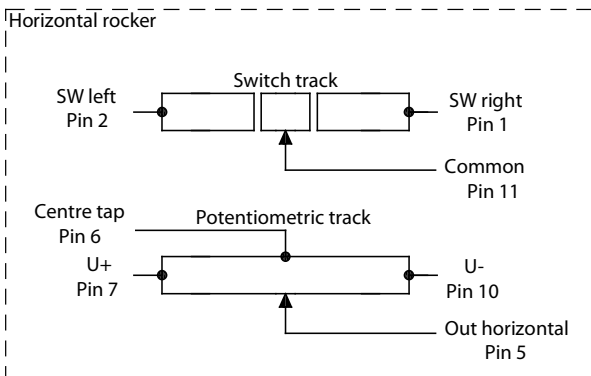 Horizontal rocker
Switch track
SW left
Pin 2
SW right
Pin 1
Common
Pin 11
Centre tap
Pin 6
Potentiometric track
U+
Pin 7
U-
Pin 10
Out horizontal
Pin 5